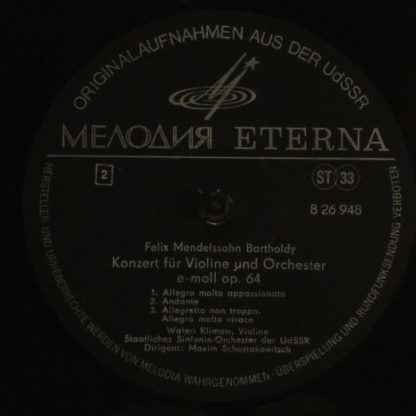 ORIGINALAUFNAHMEN AUS DER UdSSR
МЕЛОДИЯ ETERNA
2
ST 33
8 26 948
Felix Mendelssohn Bartholdy
Konzert für Violine und Orchester
e-moll op. 64
1. Allegro molto appassionato
2. Andante
3. Allegretto non troppo.
Allegro molto vivace
Waleri Klimow, Violine
Staatliches Sinfonie-Orchester der UdSSR
Dirigent: Maxim Schostakowitsch
HERSTELLER UND URHEBERRECHTE WERDEN VON MELODIA WAHRGENOMMEN · ÜBERSPIELUNG UND RUNDFUNKSENDUNG VERBOTEN